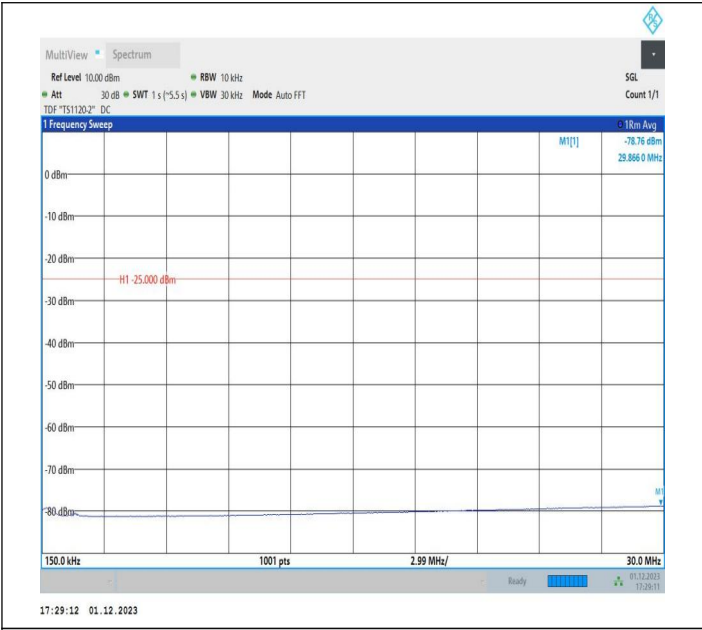 MultiView Spectrum
Ref Level 10.00 dBm RBW 10 kHz SGL
Att 30 dB SWT 1 s (~5.5 s) VBW 30 kHz Mode Auto FFT Count 1/1
TDF "TS1120-2" DC
1 Frequency Sweep 1Rm Avg
M1[1] -78.76 dBm
29.866 0 MHz
0 dBm
-10 dBm
-20 dBm
H1 -25.000 dBm
-30 dBm
-40 dBm
-50 dBm
-60 dBm
-70 dBm
M1
-80 dBm
150.0 kHz 1001 pts 2.99 MHz/ 30.0 MHz
Ready 01.12.2023
17:29:11
17:29:12 01.12.2023